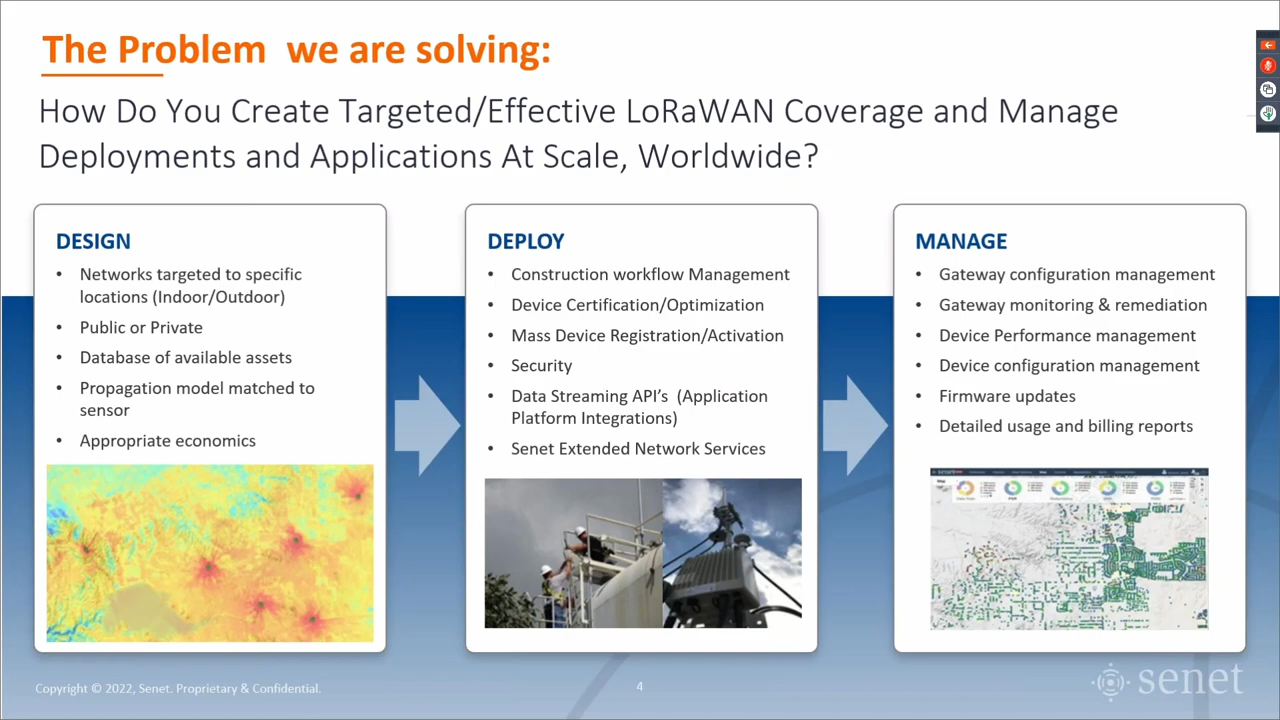 The Problem  we are solving:
How Do You Create Targeted/Effective LoRaWAN Coverage and Manage
Deployments and Applications At Scale, Worldwide?
DESIGN
• Networks targeted to specific
locations (Indoor/Outdoor)
• Public or Private
• Database of available assets
• Propagation model matched to
sensor
• Appropriate economics
DEPLOY
• Construction workflow Management
• Device Certification/Optimization
• Mass Device Registration/Activation
• Security
• Data Streaming API's  (Application
Platform Integrations)
• Senet Extended Network Services
MANAGE
• Gateway configuration management
• Gateway monitoring & remediation
• Device Performance management
• Device configuration management
• Firmware updates
• Detailed usage and billing reports
Copyright © 2022, Senet. Proprietary & Confidential.
4
senet